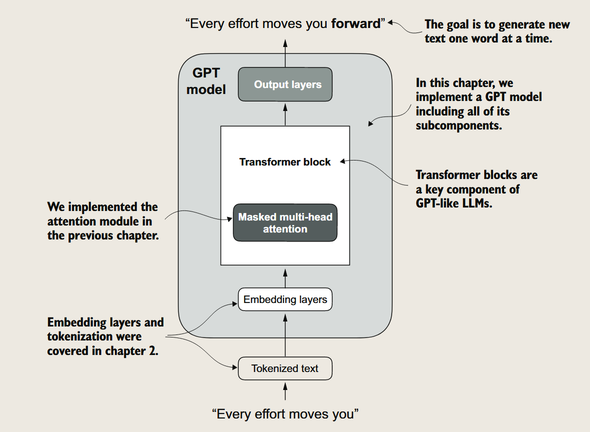 “Every effort moves you forward”
The goal is to generate new
text one word at a time.
GPT
model
Output layers
In this chapter, we
implement a GPT model
including all of its
subcomponents.
Transformer block
Transformer blocks are
a key component of
GPT-like LLMs.
We implemented the
attention module in
the previous chapter.
Masked multi-head
attention
Embedding layers
Embedding layers and
tokenization were
covered in chapter 2.
Tokenized text
“Every effort moves you”